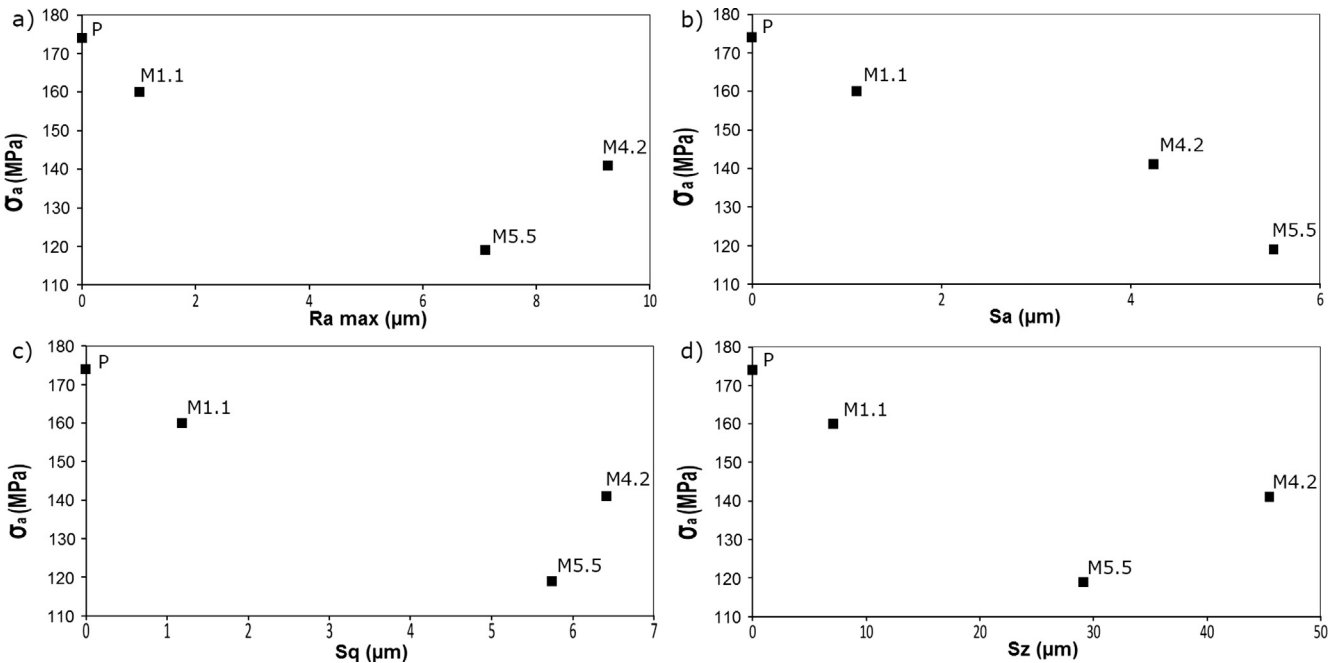 a)
180
170
160
150
140
130
120
110
σa (MPa)
P
M1.1
M4.2
M5.5
0 2 4 6 8 10
Ra max (µm)
b)
180
170
160
150
140
130
120
110
σa (MPa)
P
M1.1
M4.2
M5.5
0 2 4 6
Sa (µm)
c)
180
170
160
150
140
130
120
110
σa (MPa)
P
M1.1
M4.2
M5.5
0 1 2 3 4 5 6 7
Sq (µm)
d)
180
170
160
150
140
130
120
110
σa (MPa)
P
M1.1
M4.2
M5.5
0 10 20 30 40 50
Sz (µm)